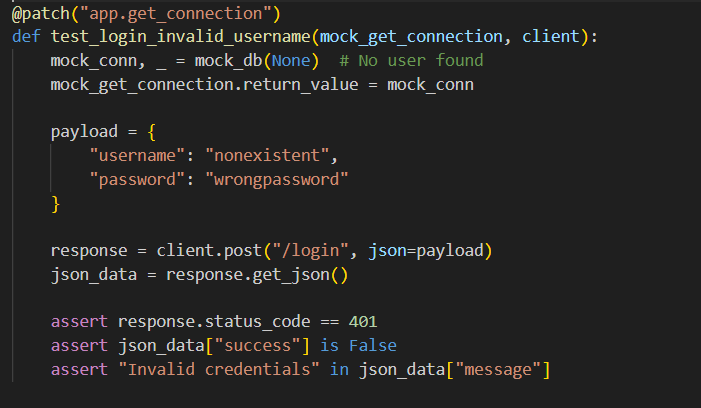 @patch("app.get_connection")
def test_login_invalid_username(mock_get_connection, client):
    mock_conn, _ = mock_db(None)  # No user found
    mock_get_connection.return_value = mock_conn

    payload = {
        "username": "nonexistent",
        "password": "wrongpassword"
    }

    response = client.post("/login", json=payload)
    json_data = response.get_json()

    assert response.status_code == 401
    assert json_data["success"] is False
    assert "Invalid credentials" in json_data["message"]